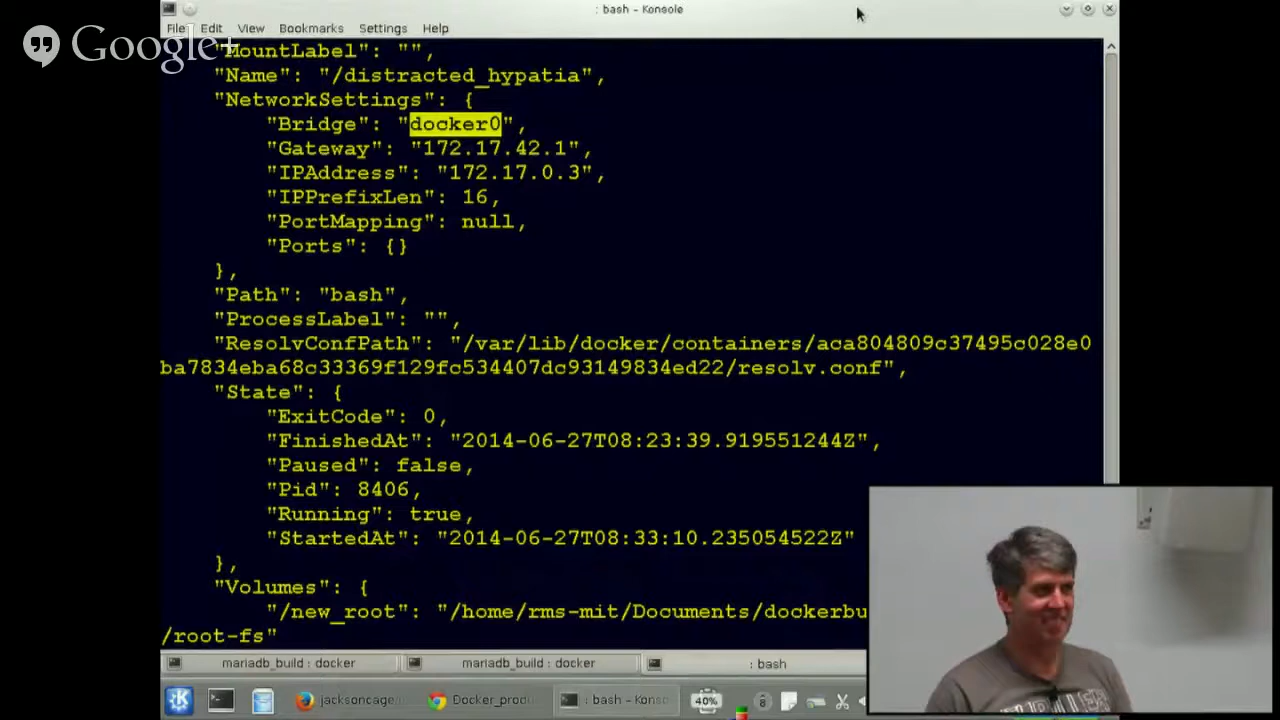 : bash - Konsole
File Edit View Bookmarks Settings Help
Google+
"MountLabel": "",
"Name": "/distracted_hypatia",
"NetworkSettings": {
"Bridge": "docker0",
"Gateway": "172.17.42.1",
"IPAddress": "172.17.0.3",
"IPPrefixLen": 16,
"PortMapping": null,
"Ports": {}
},
"Path": "bash",
"ProcessLabel": "",
"ResolvConfPath": "/var/lib/docker/containers/aca804809c37495c028e0
ba7834eba68c33369f129fc534407dc93149834ed22/resolv.conf",
"State": {
"ExitCode": 0,
"FinishedAt": "2014-06-27T08:23:39.919551244Z",
"Paused": false,
"Pid": 8406,
"Running": true,
"StartedAt": "2014-06-27T08:33:10.235054522Z"
},
"Volumes": {
"/new_root": "/home/rms-mit/Documents/dockerbu
/root-fs"
mariadb_build : docker mariadb_build : docker : bash
jacksoncage Docker_produ : bash - Konso 40% 8